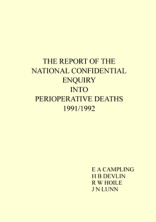 THE REPORT OF THE
NATIONAL CONFIDENTIAL
ENQUIRY
INTO
PERIOPERATIVE DEATHS
1991/1992
E A CAMPLING
H B DEVLIN
R W HOILE
J N LUNN